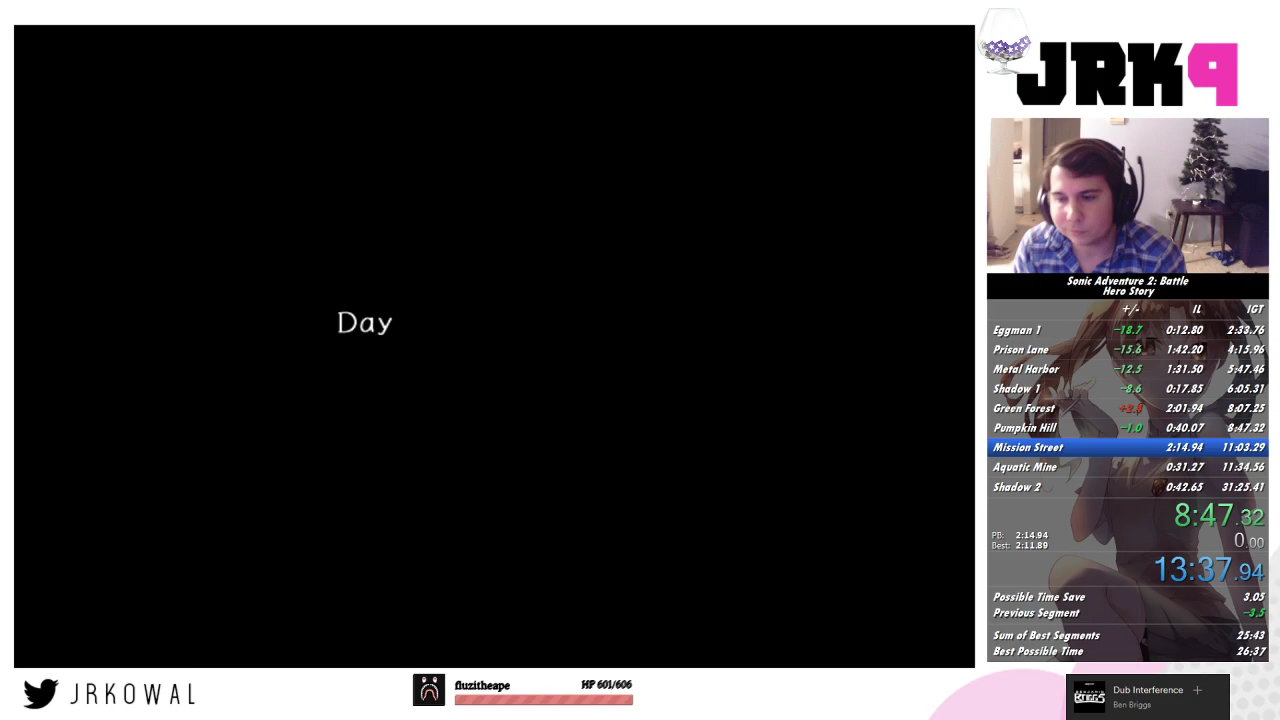 Day
JRK9
Sonic Adventure 2: Battle
Hero Story
+/- IL IGT
Eggman 1 -18.7 0:12.80 2:33.76
Prison Lane -15.6 1:42.20 4:15.96
Metal Harbor -12.5 1:31.50 5:47.46
Shadow 1 -8.6 0:17.85 6:05.31
Green Forest 2:01.94 8:07.25
Pumpkin Hill -1.0 0:40.07 8:47.32
Mission Street 2:14.94 11:03.29
Aquatic Mine 0:31.27 11:34.56
Shadow 2 0:42.65 31:25.41
8:47.32
PB: 2:14.94
Best: 2:11.89
0.00
13:37.94
Possible Time Save 3.05
Previous Segment -3.5
Sum of Best Segments 25:43
Best Possible Time 26:37
JRKOWAL
fluzitheape HP 601/606
BENJAMIN
BRIGGS
Dub Interference +
Ben Briggs